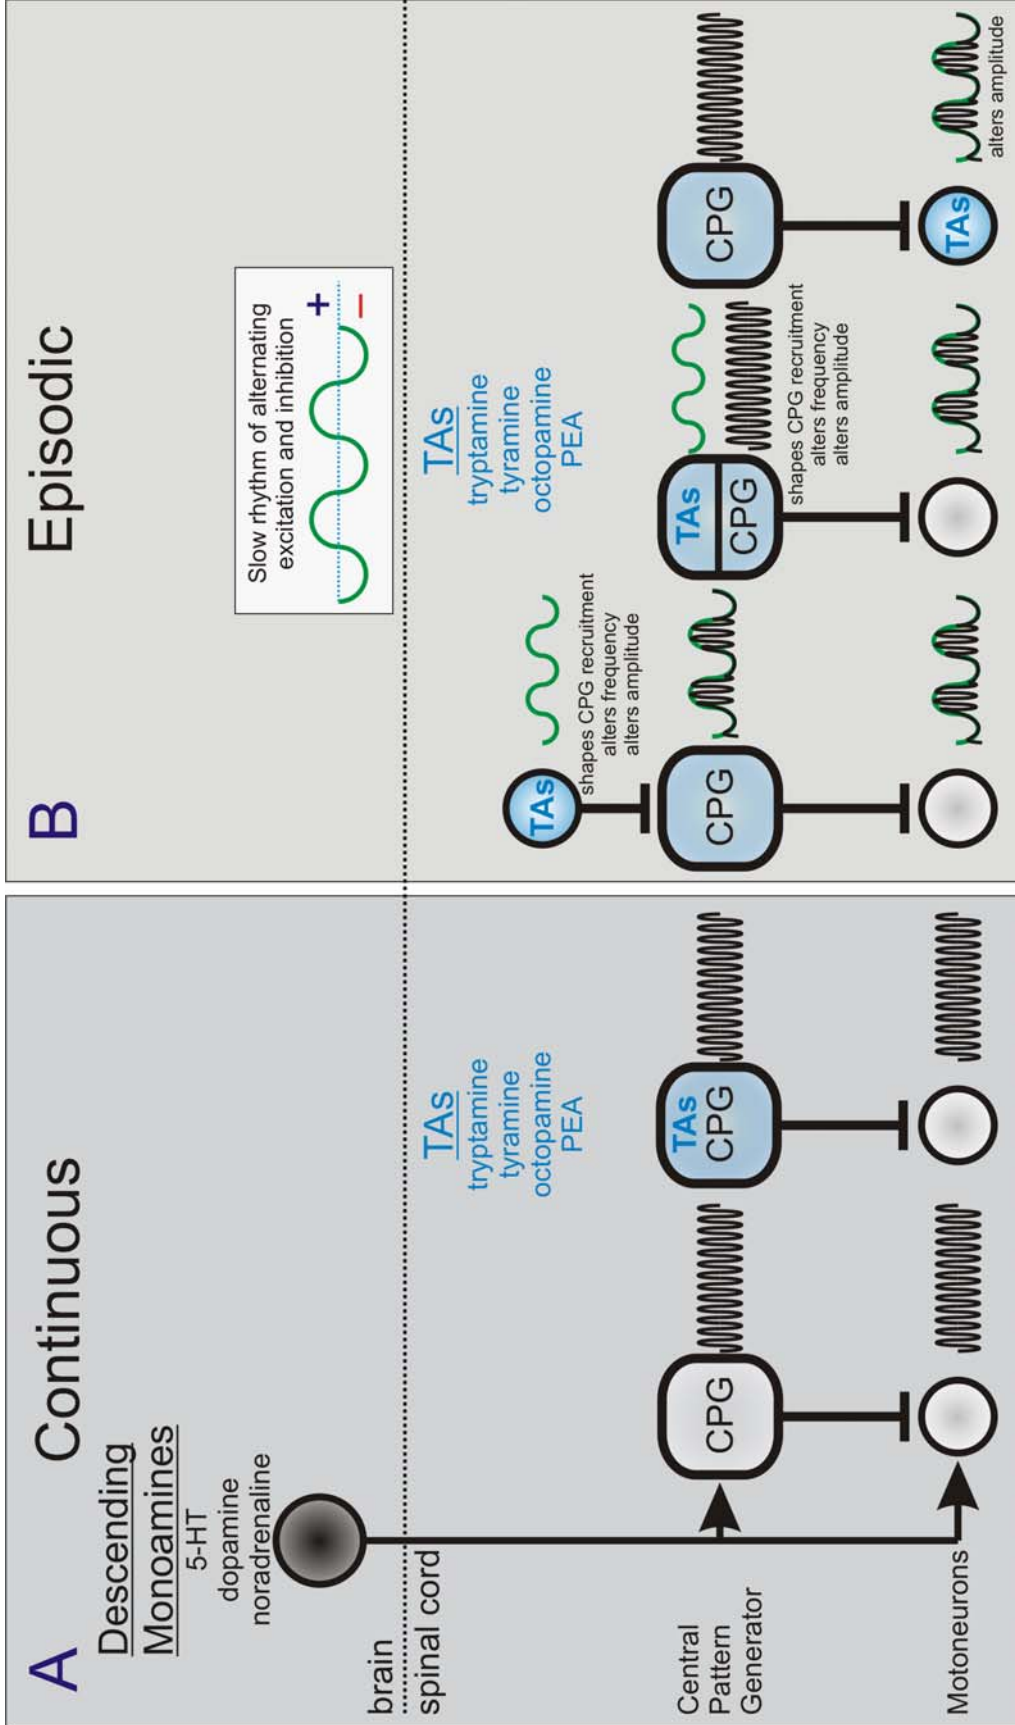 A
Continuous
Descending
Monoamines
5-HT
dopamine
noradrenaline
brain
spinal cord
TAs
tryptamine
tyramine
octopamine
PEA
Central
Pattern
Generator
CPG
TAs
CPG
Motoneurons
B
Episodic
Slow rhythm of alternating
excitation and inhibition
+
−
TAs
tryptamine
tyramine
octopamine
PEA
TAs
shapes CPG recruitment
alters frequency
alters amplitude
CPG
TAs
CPG
shapes CPG recruitment
alters frequency
alters amplitude
CPG
TAs
alters amplitude